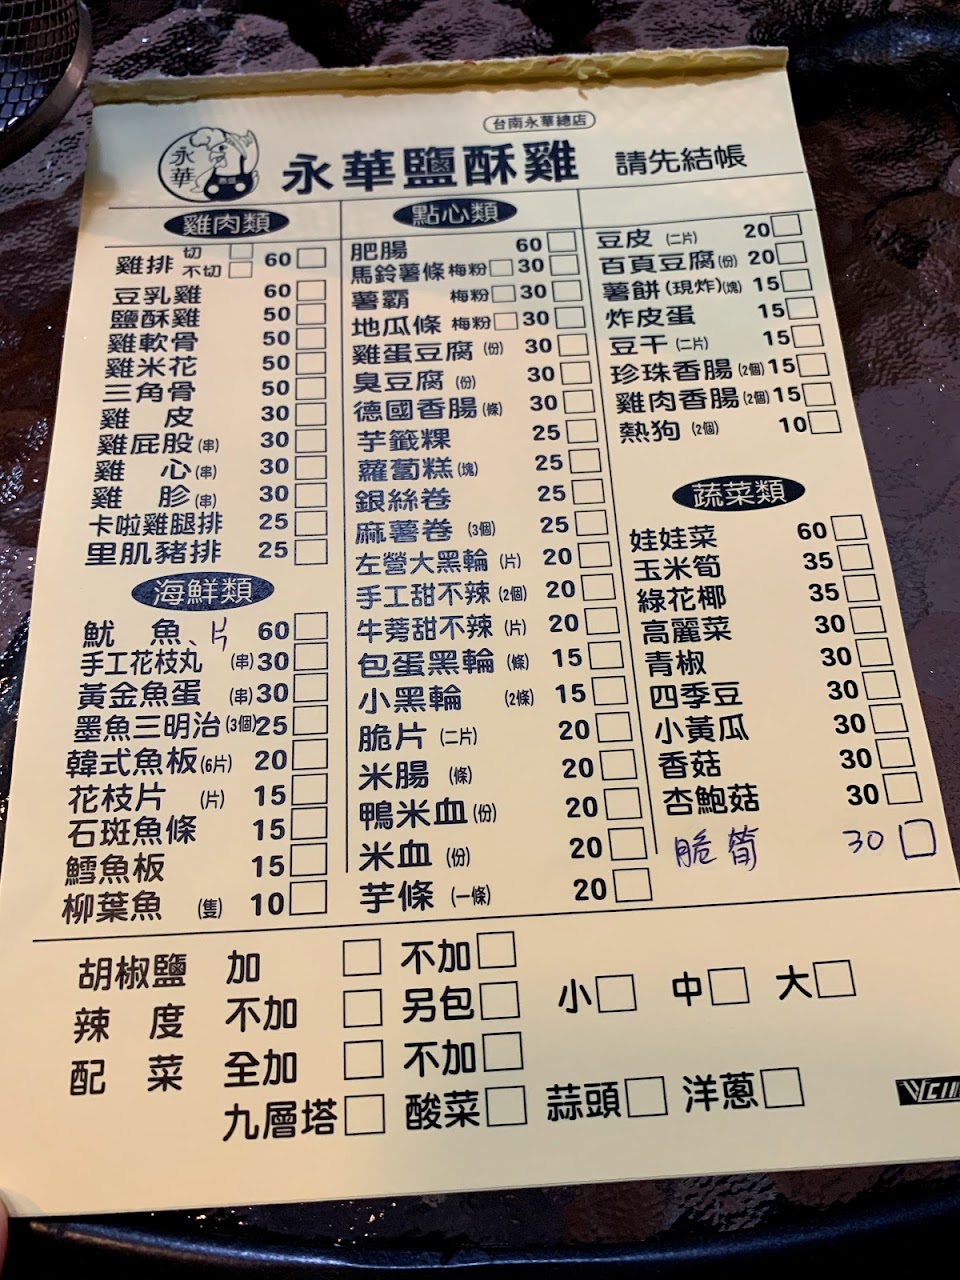 台南永華總店
永華
永華鹽酥雞 請先結帳
雞肉類
雞排 切□ 不切□ 60□
豆乳雞 60□
鹽酥雞 50□
雞軟骨 50□
雞米花 50□
三角骨 50□
雞皮 30□
雞屁股(串) 30□
雞心(串) 30□
雞胗(串) 30□
卡啦雞腿排 25□
里肌豬排 25□
海鮮類
魷魚、片 60□
手工花枝丸(串) 30□
黃金魚蛋(串) 30□
墨魚三明治(3個) 25□
韓式魚板(6片) 20□
花枝片(片) 15□
石斑魚條 15□
鱈魚板 15□
柳葉魚(隻) 10□
點心類
肥腸 60□
馬鈴薯條 梅粉□ 30□
薯霸 梅粉□ 30□
地瓜條 梅粉□ 30□
雞蛋豆腐(份) 30□
臭豆腐(份) 30□
德國香腸(條) 30□
芋籤粿 25□
蘿蔔糕(塊) 25□
銀絲卷 25□
麻薯卷(3個) 25□
左營大黑輪(片) 20□
手工甜不辣(2個) 20□
牛蒡甜不辣(片) 20□
包蛋黑輪(條) 15□
小黑輪(2條) 15□
脆片(二片) 20□
米腸(條) 20□
鴨米血(份) 20□
米血(份) 20□
芋條(一條) 20□
豆皮(二片) 20□
百頁豆腐(份) 20□
薯餅(現炸)(塊) 15□
炸皮蛋 15□
豆干(二片) 15□
珍珠香腸(2個) 15□
雞肉香腸(2個) 15□
熱狗(2個) 10□
蔬菜類
娃娃菜 60□
玉米筍 35□
綠花椰 35□
高麗菜 30□
青椒 30□
四季豆 30□
小黃瓜 30□
香菇 30□
杏鮑菇 30□
脆筍 30□
胡椒鹽 加□ 不加□
辣度 不加□ 另包□ 小□ 中□ 大□
配菜 全加□ 不加□
九層塔□ 酸菜□ 蒜頭□ 洋蔥□